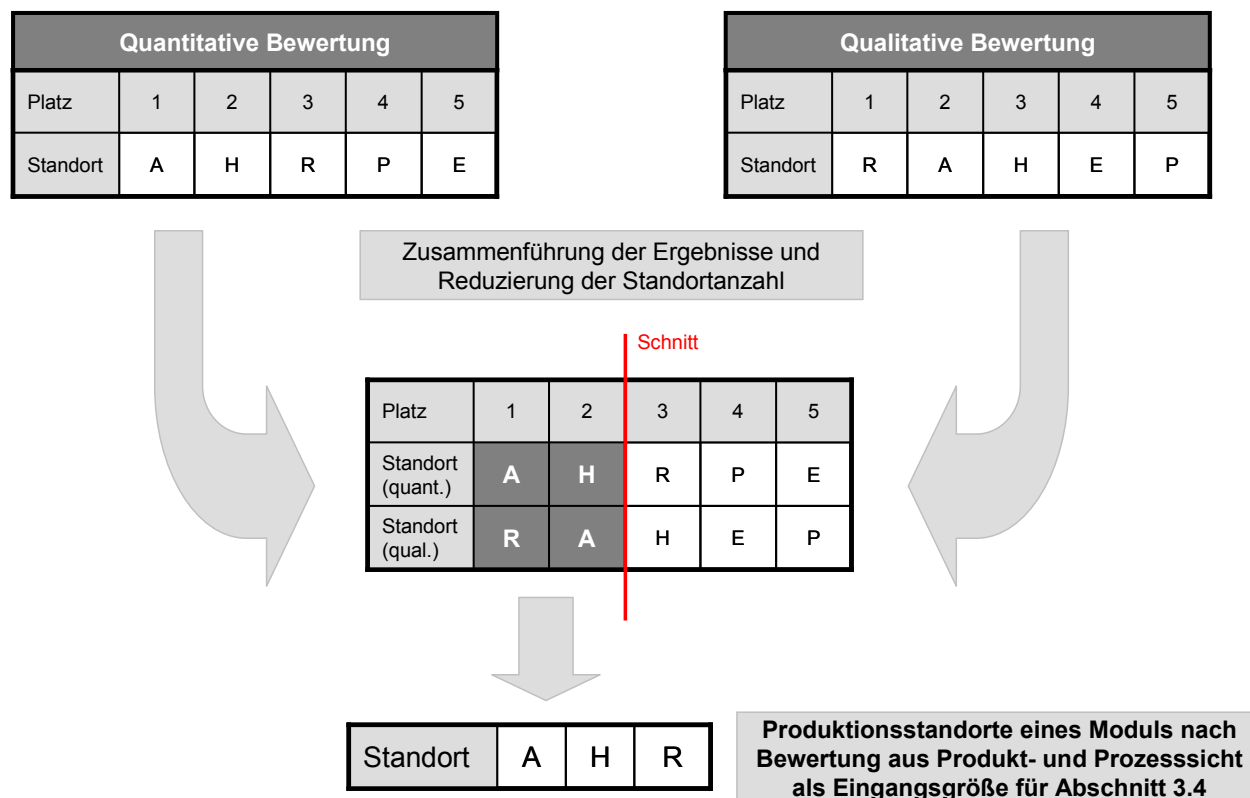 Quantitative Bewertung
Platz 1 2 3 4 5
Standort A H R P E
Qualitative Bewertung
Platz 1 2 3 4 5
Standort R A H E P
Zusammenführung der Ergebnisse und
Reduzierung der Standortanzahl
Schnitt
Platz 1 2 3 4 5
Standort
(quant.) A H R P E
Standort
(qual.) R A H E P
Standort A H R
Produktionsstandorte eines Moduls nach
Bewertung aus Produkt- und Prozesssicht
als Eingangsgröße für Abschnitt 3.4